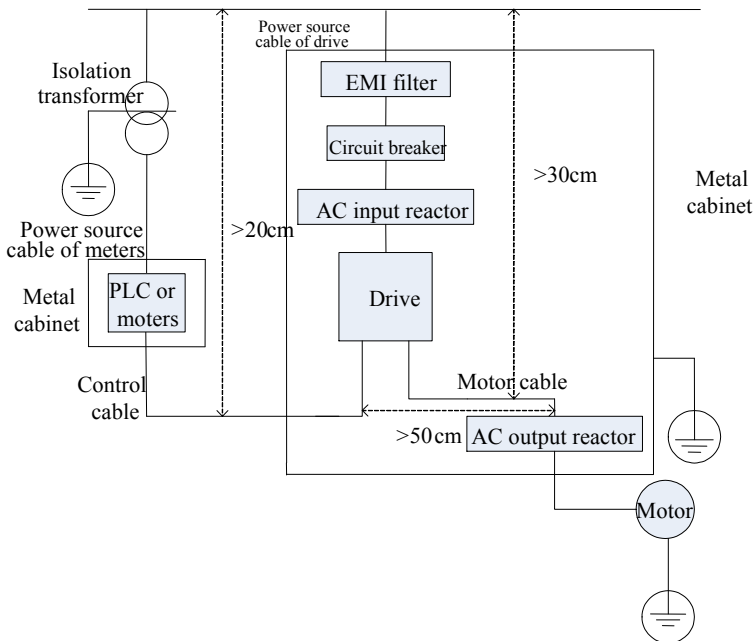 Power source
cable of drive
Isolation
transformer
EMI filter
Circuit breaker
>30cm
Metal
cabinet
AC input reactor
>20cm
Power source
cable of meters
PLC or
moters
Metal
cabinet
Drive
Control
cable
Motor cable
>50cm
AC output reactor
Motor